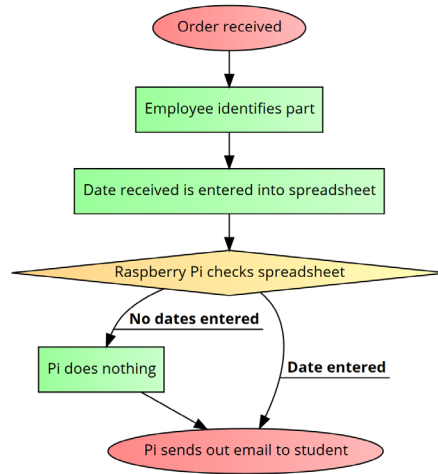 Order received
Employee identifies part
Date received is entered into spreadsheet
Raspberry Pi checks spreadsheet
No dates entered
Pi does nothing
Date entered
Pi sends out email to student